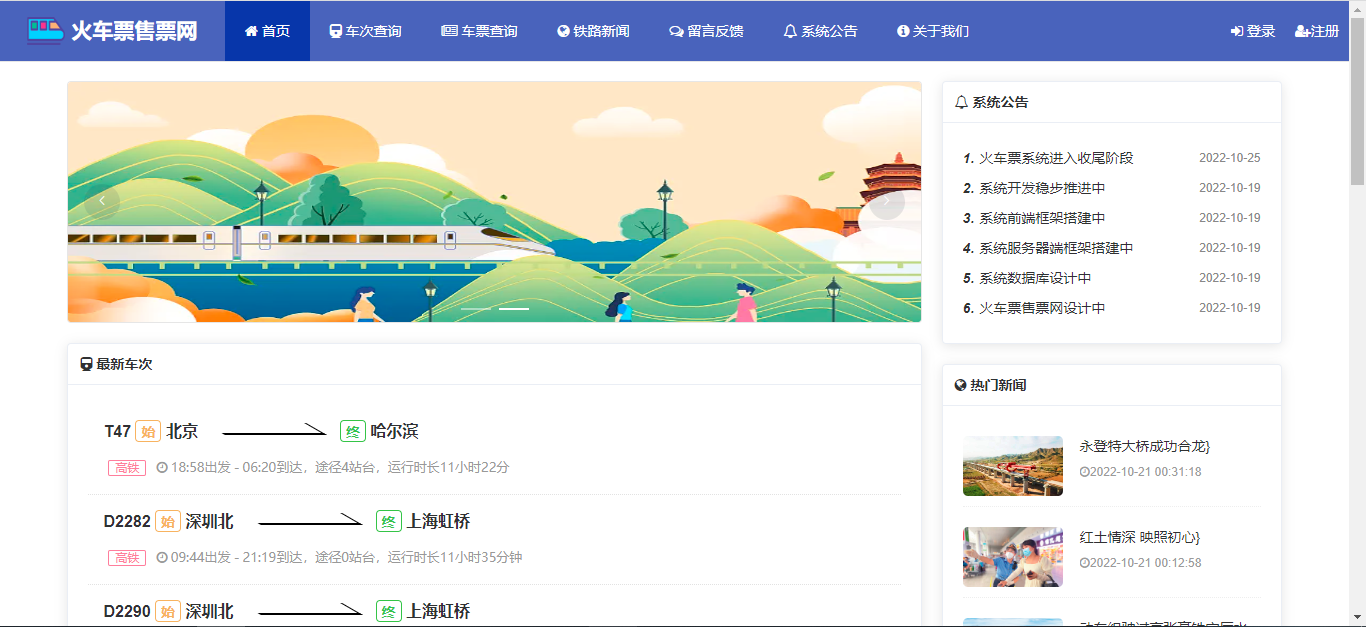 火车票售票网 首页 车次查询 车票查询 铁路新闻 留言反馈 系统公告 关于我们 登录 注册
系统公告
1. 火车票系统进入收尾阶段 2022-10-25
2. 系统开发稳步推进中 2022-10-19
3. 系统前端框架搭建中 2022-10-19
4. 系统服务器端框架搭建中 2022-10-19
5. 系统数据库设计中 2022-10-19
6. 火车票售票网设计中 2022-10-19
最新车次
T47 始 北京 终 哈尔滨
高铁 18:58出发 - 06:20到达，途径4站台，运行时长11小时22分
D2282 始 深圳北 终 上海虹桥
高铁 09:44出发 - 21:19到达，途径0站台，运行时长11小时35分钟
D2290 始 深圳北 终 上海虹桥
热门新闻
永登特大桥成功合龙}
2022-10-21 00:31:18
红土情深 映照初心}
2022-10-21 00:12:58